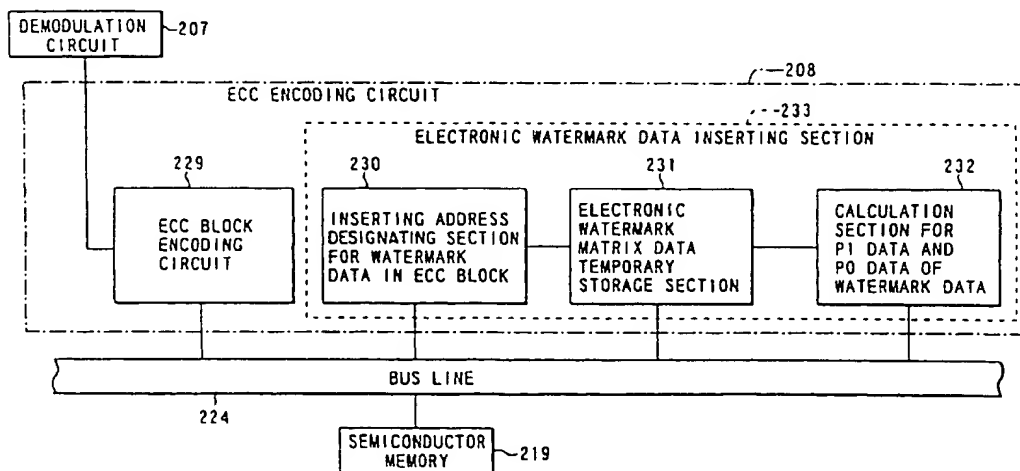 DEMODULATION
CIRCUIT
207
208
ECC ENCODING CIRCUIT
233
ELECTRONIC WATERMARK DATA INSERTING SECTION
229
ECC BLOCK
ENCODING
CIRCUIT
230
INSERTING ADDRESS
DESIGNATING SECTION
FOR WATERMARK
DATA IN ECC BLOCK
231
ELECTRONIC
WATERMARK
MATRIX DATA
TEMPORARY
STORAGE SECTION
232
CALCULATION
SECTION FOR
PI DATA AND
PO DATA OF
WATERMARK DATA
BUS LINE
224
SEMICONDUCTOR
MEMORY
219